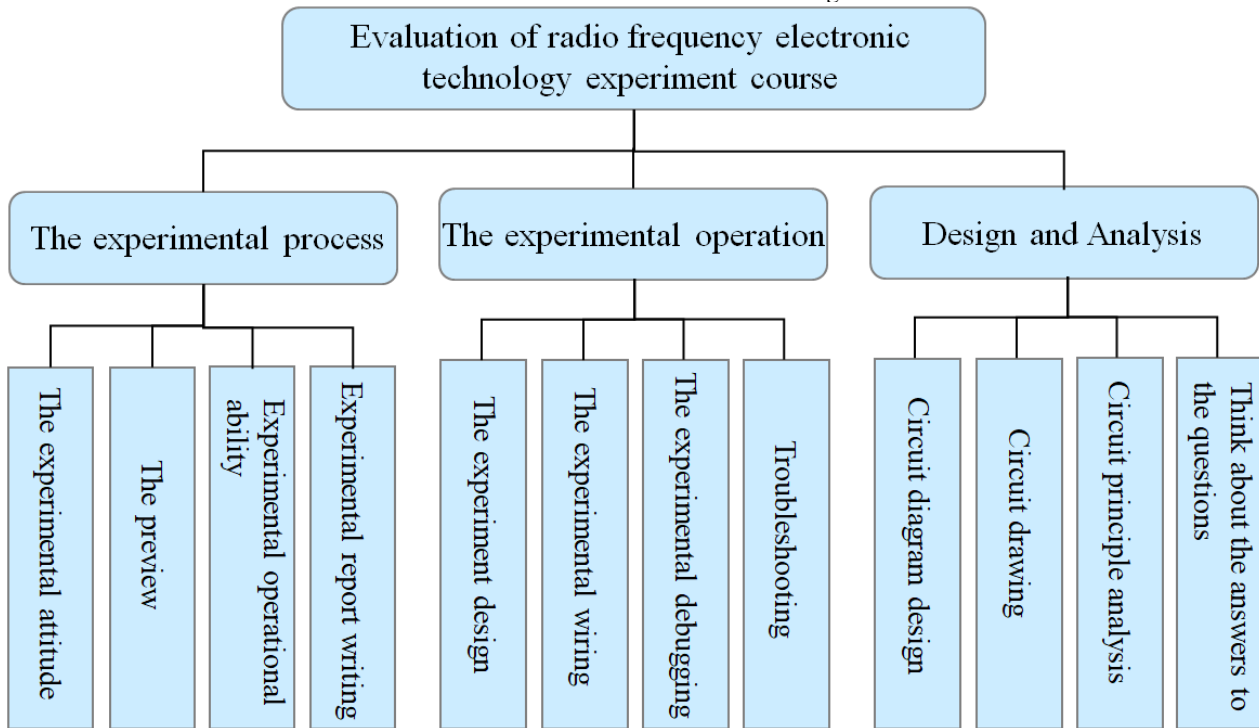 Evaluation of radio frequency electronic
technology experiment course
The experimental process
The experimental operation
Design and Analysis
The experimental attitude
The preview
Experimental operational
ability
Experimental report writing
The experiment design
The experimental wiring
The experimental debugging
Troubleshooting
Circuit diagram design
Circuit drawing
Circuit principle analysis
Think about the answers to
the questions